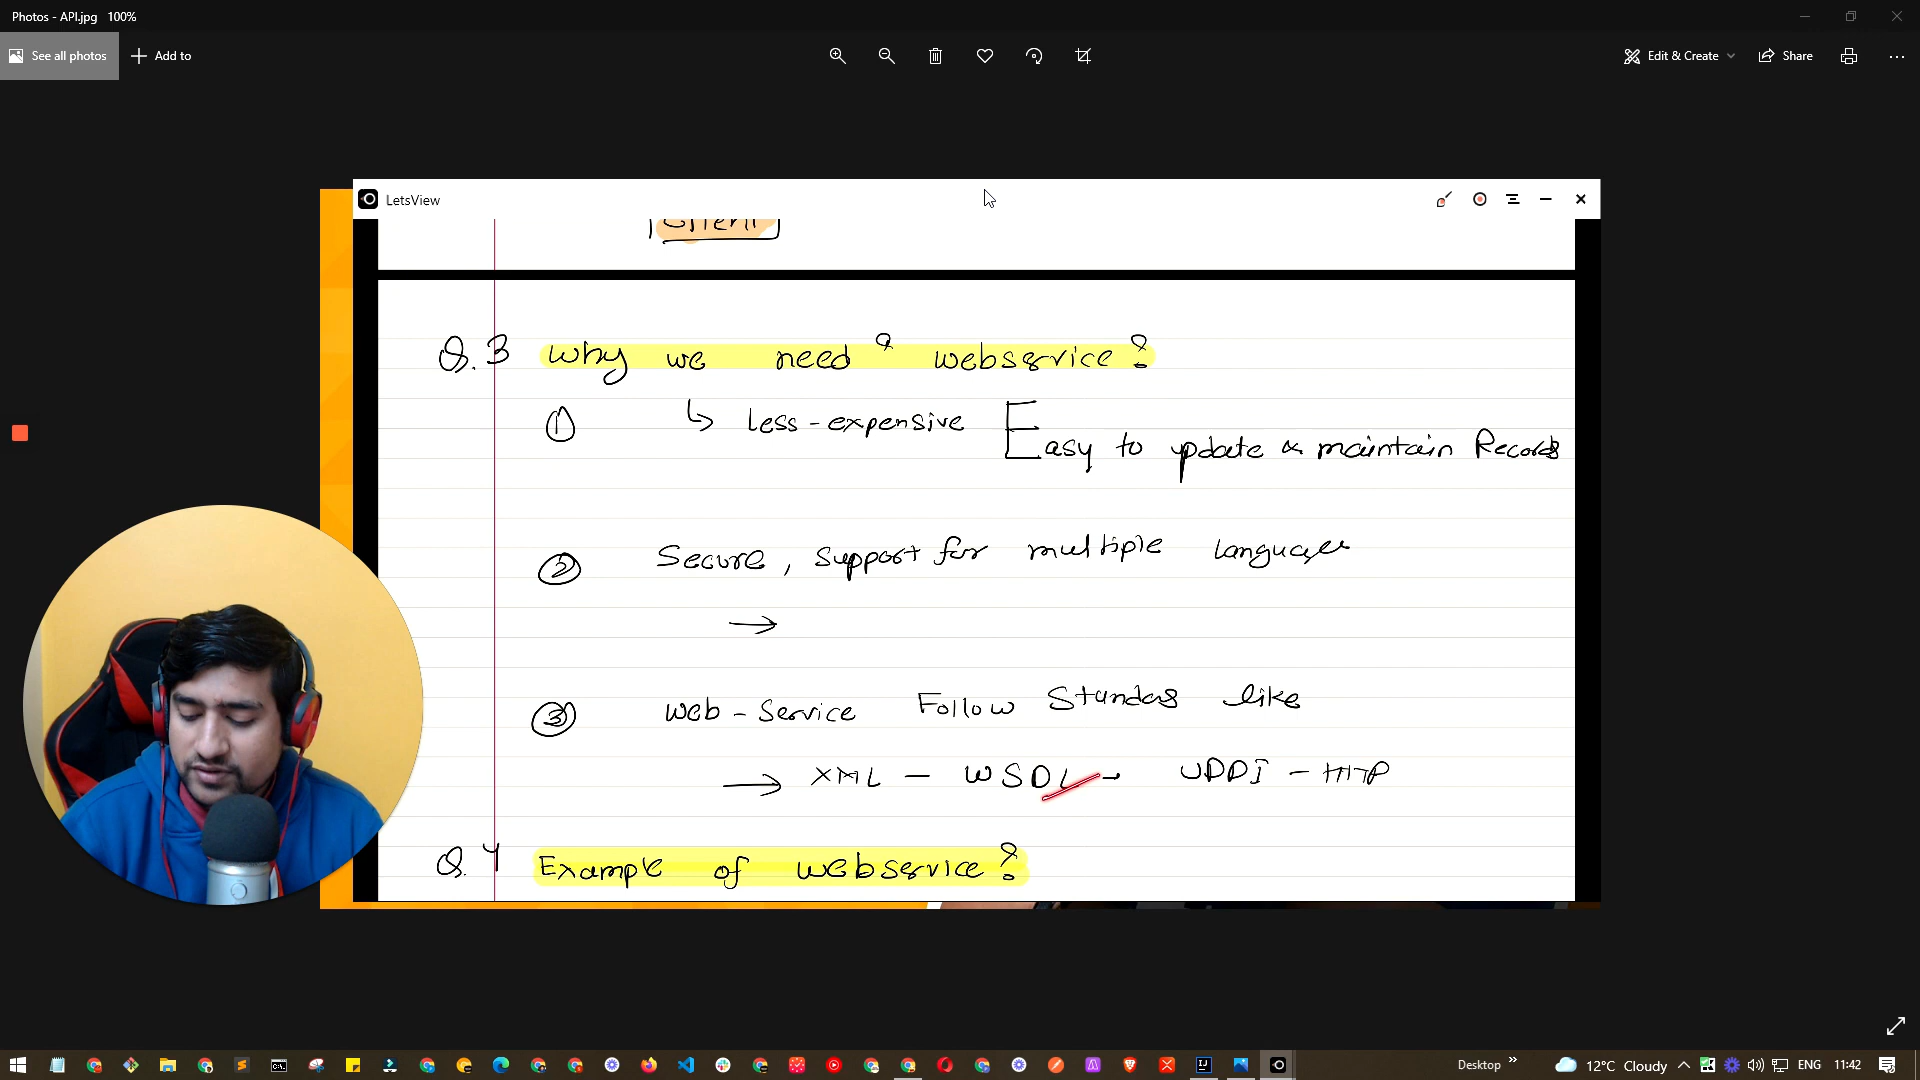 Photos - API.jpg 100%
See all photos
Add to
Edit & Create
Share
LetsView
Client
Q.3 Why we need a webservice?
① ↳ Less-expensive Easy to update & maintain Records
② Secure, support for multiple languages
→
③ Web-Service Follow Standars like
→ XML - WSDL - UDDI - HTTP
Q.4 Example of webservice?
Desktop
12°C Cloudy
ENG
11:42